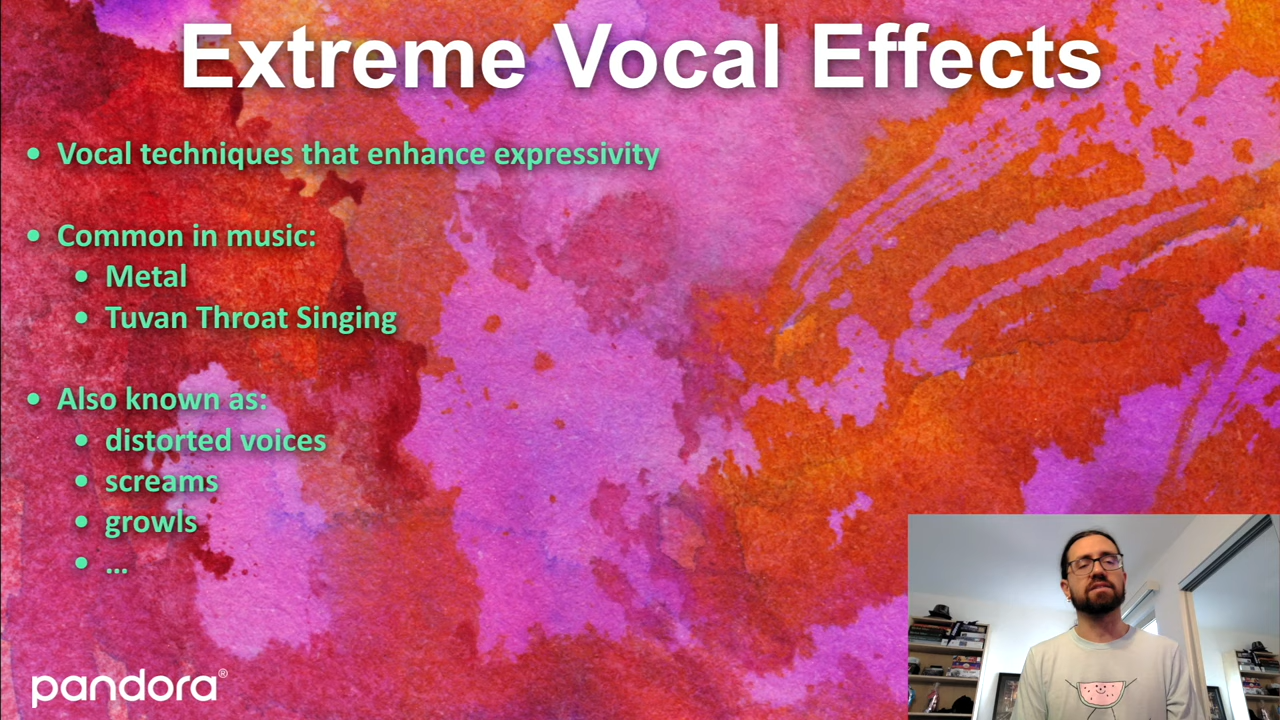 Extreme Vocal Effects
• Vocal techniques that enhance expressivity
• Common in music:
• Metal
• Tuvan Throat Singing
• Also known as:
• distorted voices
• screams
• growls
• ...
pandora®